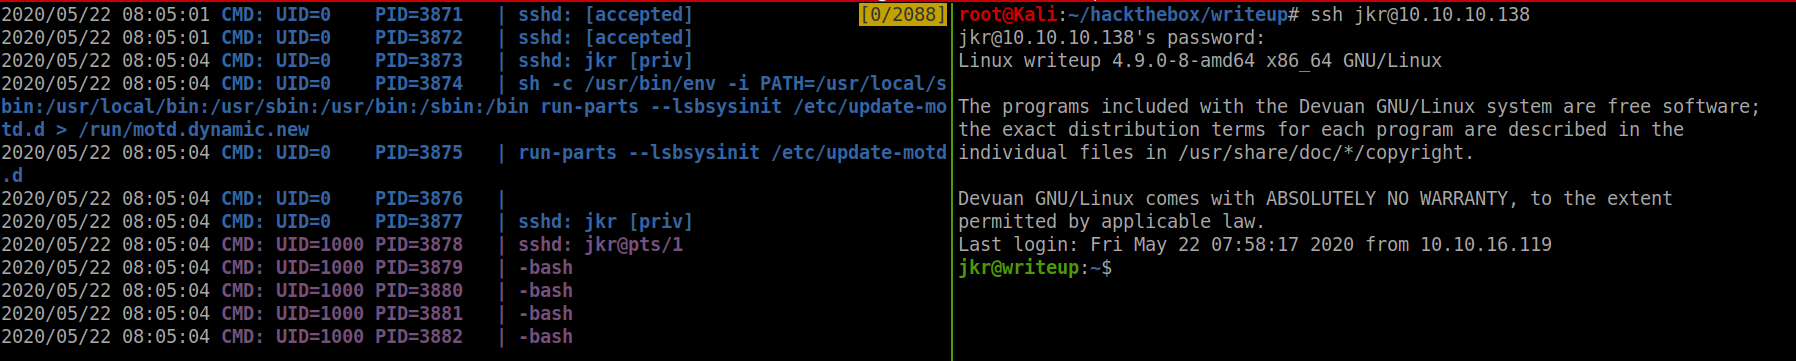 2020/05/22 08:05:01 CMD: UID=0    PID=3871   | sshd: [accepted]
[0/2088]
2020/05/22 08:05:01 CMD: UID=0    PID=3872   | sshd: [accepted]
2020/05/22 08:05:04 CMD: UID=0    PID=3873   | sshd: jkr [priv]
2020/05/22 08:05:04 CMD: UID=0    PID=3874   | sh -c /usr/bin/env -i PATH=/usr/local/s
bin:/usr/local/bin:/usr/sbin:/usr/bin:/sbin:/bin run-parts --lsbsysinit /etc/update-mo
td.d > /run/motd.dynamic.new
2020/05/22 08:05:04 CMD: UID=0    PID=3875   | run-parts --lsbsysinit /etc/update-motd
.d
2020/05/22 08:05:04 CMD: UID=0    PID=3876   |
2020/05/22 08:05:04 CMD: UID=0    PID=3877   | sshd: jkr [priv]
2020/05/22 08:05:04 CMD: UID=1000 PID=3878   | sshd: jkr@pts/1
2020/05/22 08:05:04 CMD: UID=1000 PID=3879   | -bash
2020/05/22 08:05:04 CMD: UID=1000 PID=3880   | -bash
2020/05/22 08:05:04 CMD: UID=1000 PID=3881   | -bash
2020/05/22 08:05:04 CMD: UID=1000 PID=3882   | -bash
root@Kali:~/hackthebox/writeup# ssh jkr@10.10.10.138
jkr@10.10.10.138's password:
Linux writeup 4.9.0-8-amd64 x86_64 GNU/Linux
The programs included with the Devuan GNU/Linux system are free software;
the exact distribution terms for each program are described in the
individual files in /usr/share/doc/*/copyright.
Devuan GNU/Linux comes with ABSOLUTELY NO WARRANTY, to the extent
permitted by applicable law.
Last login: Fri May 22 07:58:17 2020 from 10.10.16.119
jkr@writeup:~$